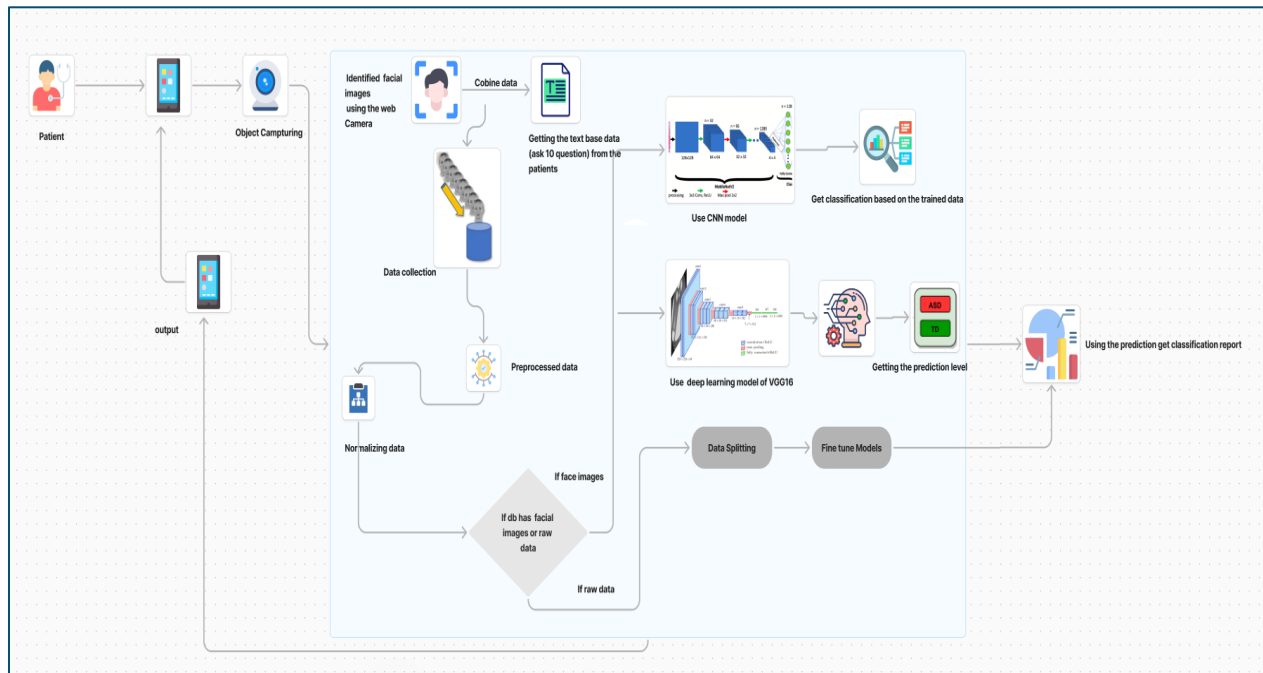 Patient
Object Campturing
Identified facial
images
using the web
Camera
Cobine data
Getting the text base data
(ask 10 question) from the
patients
Data collection
Preprocessed data
Normalizing data
output
If db has facial
images or raw
data
If face images
If raw data
Use CNN model
Get classification based on the trained data
Use deep learning model of VGG16
ASD
TD
Getting the prediction level
Using the prediction get classification report
Data Splitting
Fine tune Models